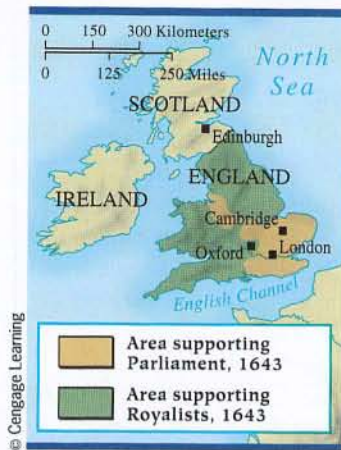 0 150 300 Kilometers
0 125 250 Miles
North
Sea
SCOTLAND
Edinburgh
ENGLAND
IRELAND
Cambridge
Oxford
London
English Channel
Area supporting
Parliament, 1643
Area supporting
Royalists, 1643
© Cengage Learning